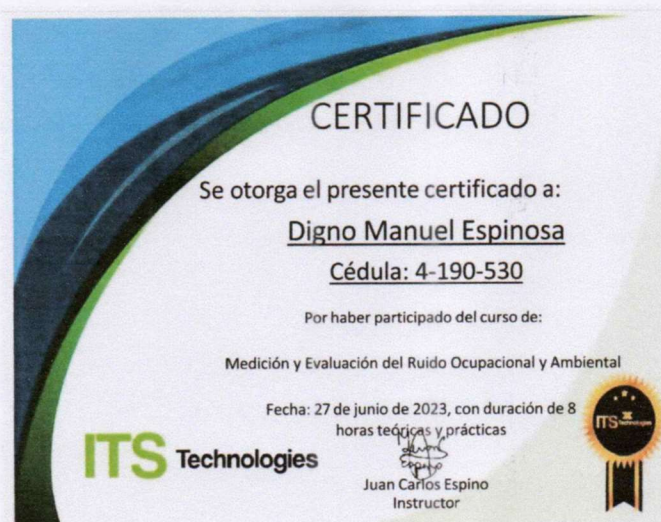 CERTIFICADO
Se otorga el presente certificado a:
Digno Manuel Espinosa
Cédula: 4-190-530
Por haber participado del curso de:
Medición y Evaluación del Ruido Ocupacional y Ambiental
Fecha: 27 de junio de 2023, con duración de 8
horas teóricas y prácticas
ITS Technologies
Juan Carlos Espino
Instructor
ITS Technologies